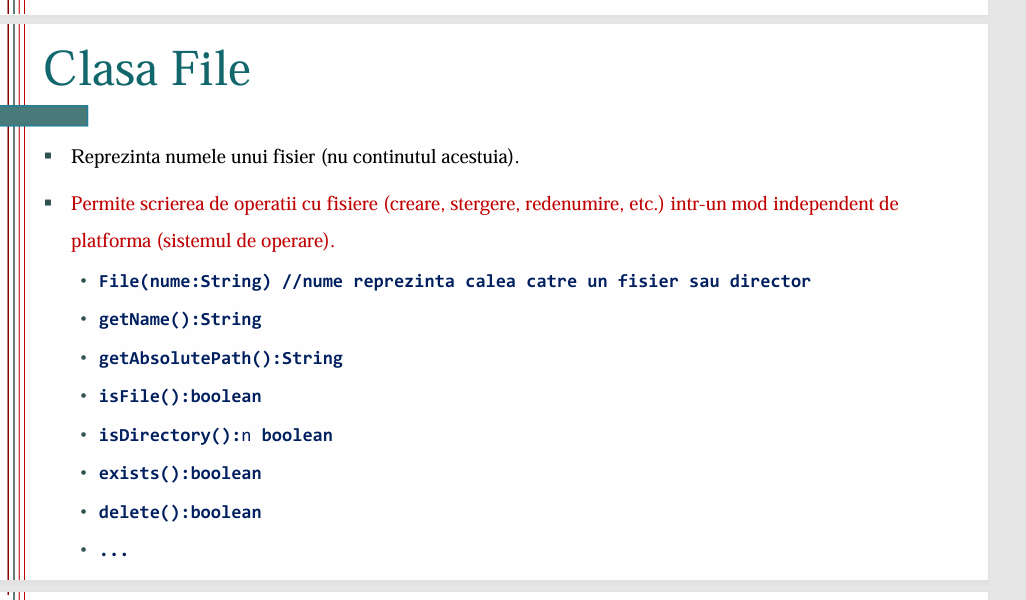 Clasa File
Reprezinta numele unui fisier (nu continutul acestuia).
Permite scrierea de operatii cu fisiere (creare, stergere, redenumire, etc.) intr-un mod independent de
platforma (sistemul de operare).
File(nume:String) //nume reprezinta calea catre un fisier sau director
getName():String
getAbsolutePath():String
isFile():boolean
isDirectory():n boolean
exists():boolean
delete():boolean
...